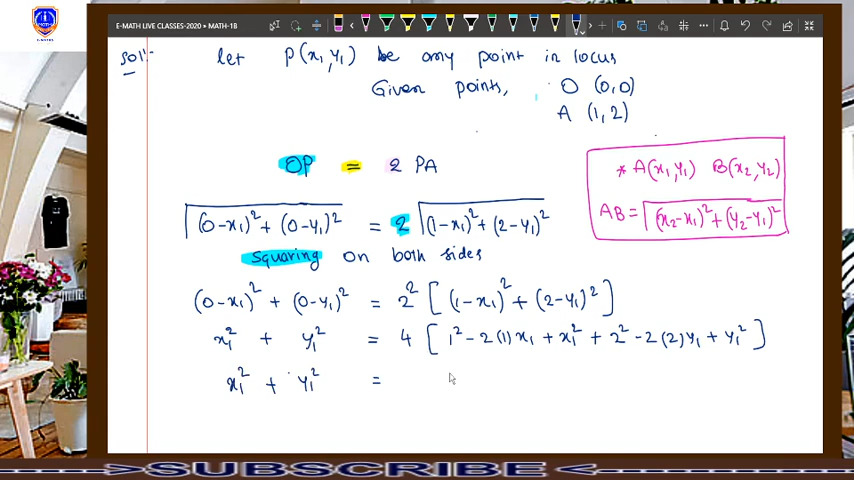 E-MATH LIVE CLASSES-2020 » MATH-1B
Sol:- let P(x₁,y₁) be any point in locus
Given points, O (0,0)
A (1,2)
OP = 2 PA
* A(x₁,y₁) B(x₂,y₂)
AB = √(x₂-x₁)² + (y₂-y₁)²
√(0-x₁)² + (0-y₁)² = 2 √(1-x₁)² + (2-y₁)²
squaring on both sides
(0-x₁)² + (0-y₁)² = 2² [(1-x₁)² + (2-y₁)²]
x₁² + y₁² = 4 [1² - 2(1)x₁ + x₁² + 2² - 2(2)y₁ + y₁²]
x₁² + y₁² =
SUBSCRIBE